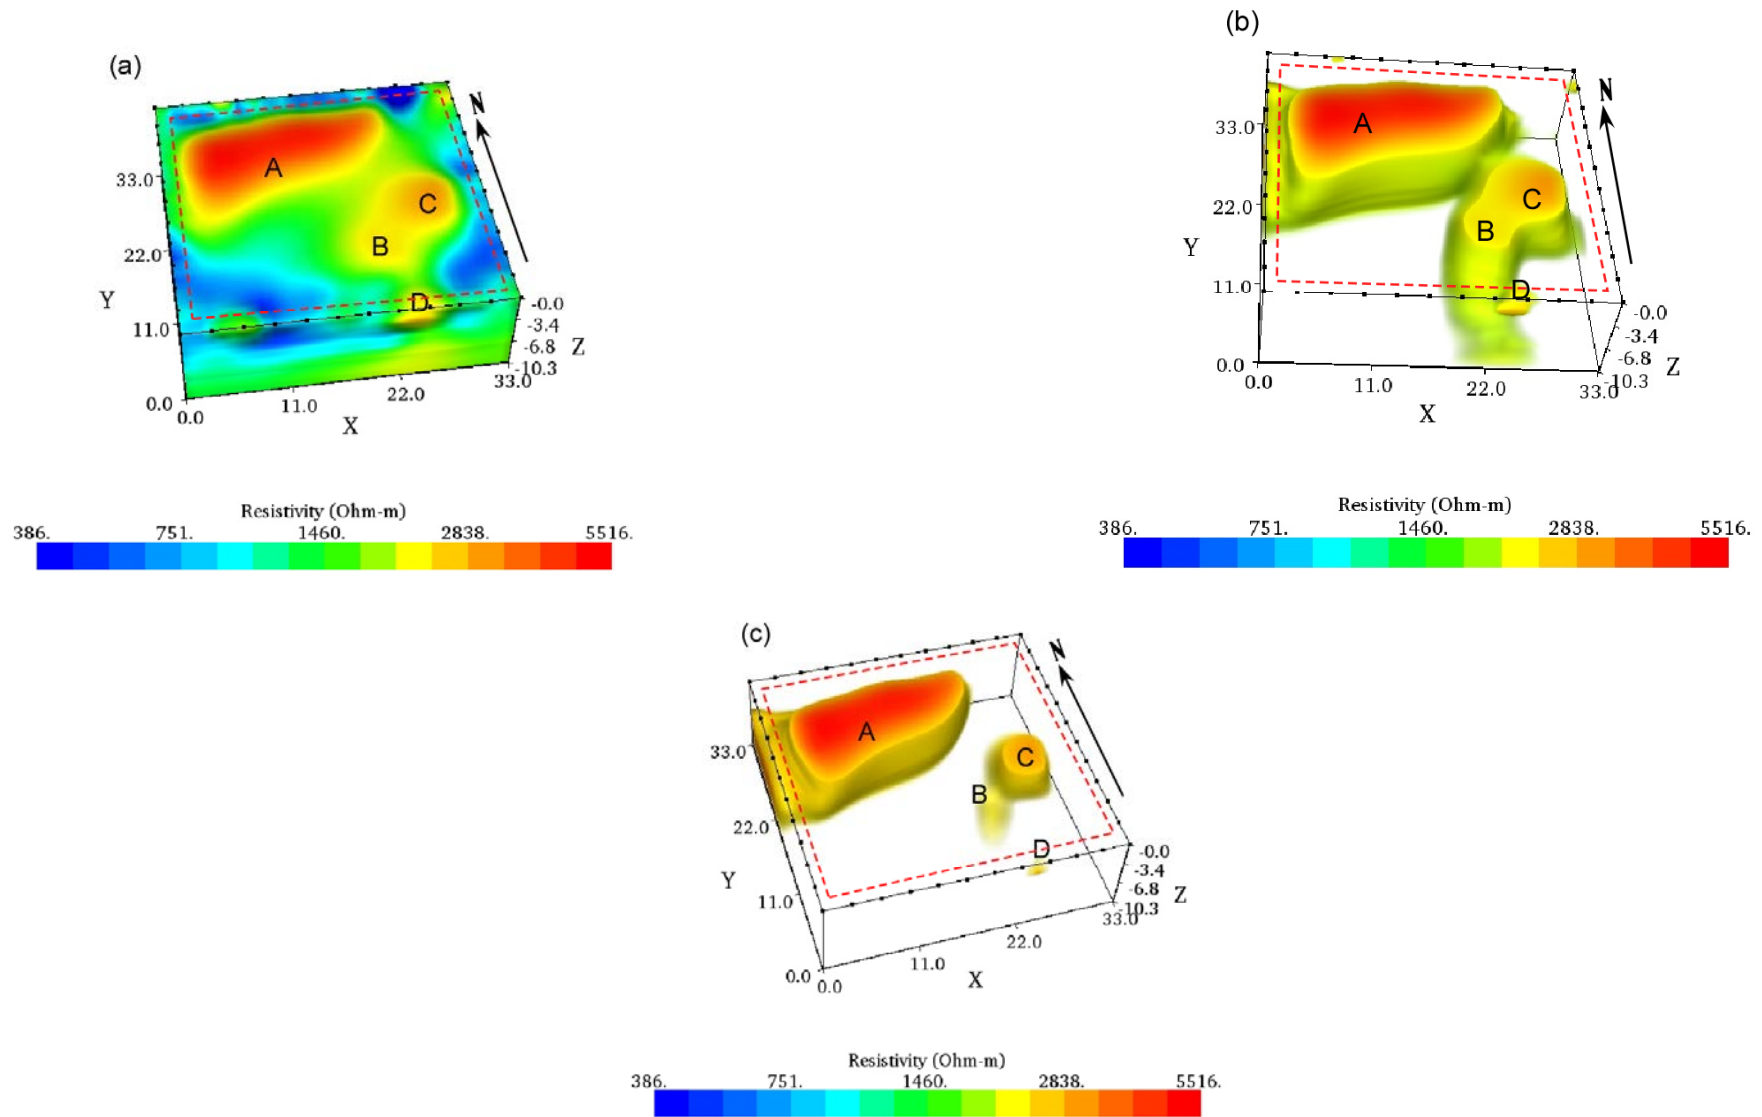 (a)
N
A
C
B
D
33.0
22.0
Y
11.0
0.0
0.0
11.0
22.0
33.0
X
-0.0
-3.4
-6.8
-10.3
Z
Resistivity (Ohm-m)
386. 751. 1460. 2838. 5516.
(b)
N
A
C
B
D
33.0
22.0
Y
11.0
0.0
0.0
11.0
22.0
33.0
X
-0.0
-3.4
-6.8
-10.3
Z
Resistivity (Ohm-m)
386. 751. 1460. 2838. 5516.
(c)
N
A
C
B
D
33.0
22.0
Y
11.0
0.0
0.0
11.0
22.0
33.0
X
-0.0
-3.4
-6.8
-10.3
Z
Resistivity (Ohm-m)
386. 751. 1460. 2838. 5516.